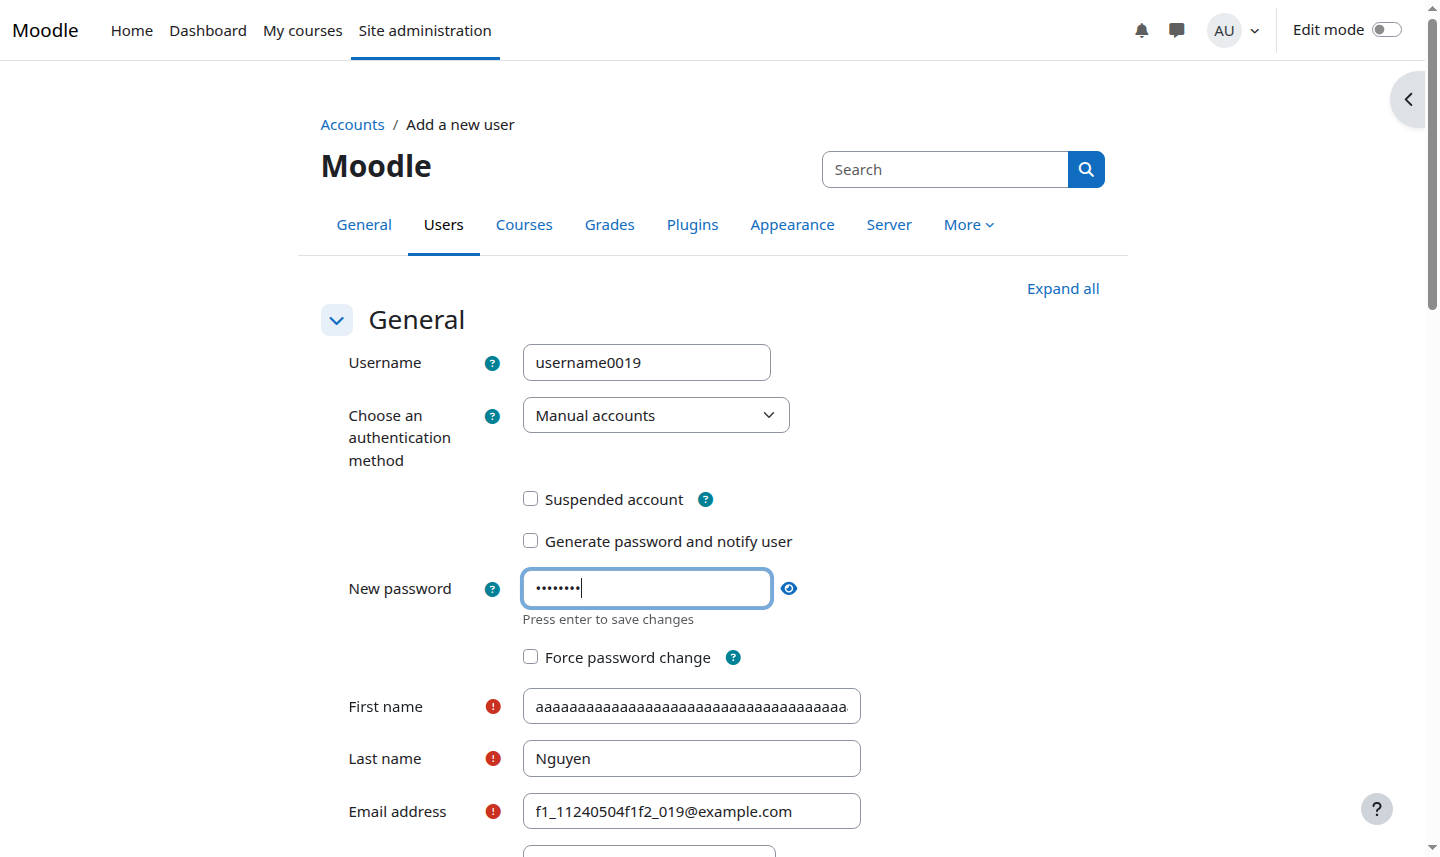 Moodle
Home
Dashboard
My courses
Site administration
AU
Edit mode
Accounts / Add a new user
Moodle
Search
General
Users
Courses
Grades
Plugins
Appearance
Server
More
Expand all
General
Username
username0019
Choose an
authentication
method
Manual accounts
Suspended account
Generate password and notify user
New password
••••••••
Press enter to save changes
Force password change
First name
aaaaaaaaaaaaaaaaaaaaaaaaaaaaaaaaaaaaa
Last name
Nguyen
Email address
f1_11240504f1f2_019@example.com
?